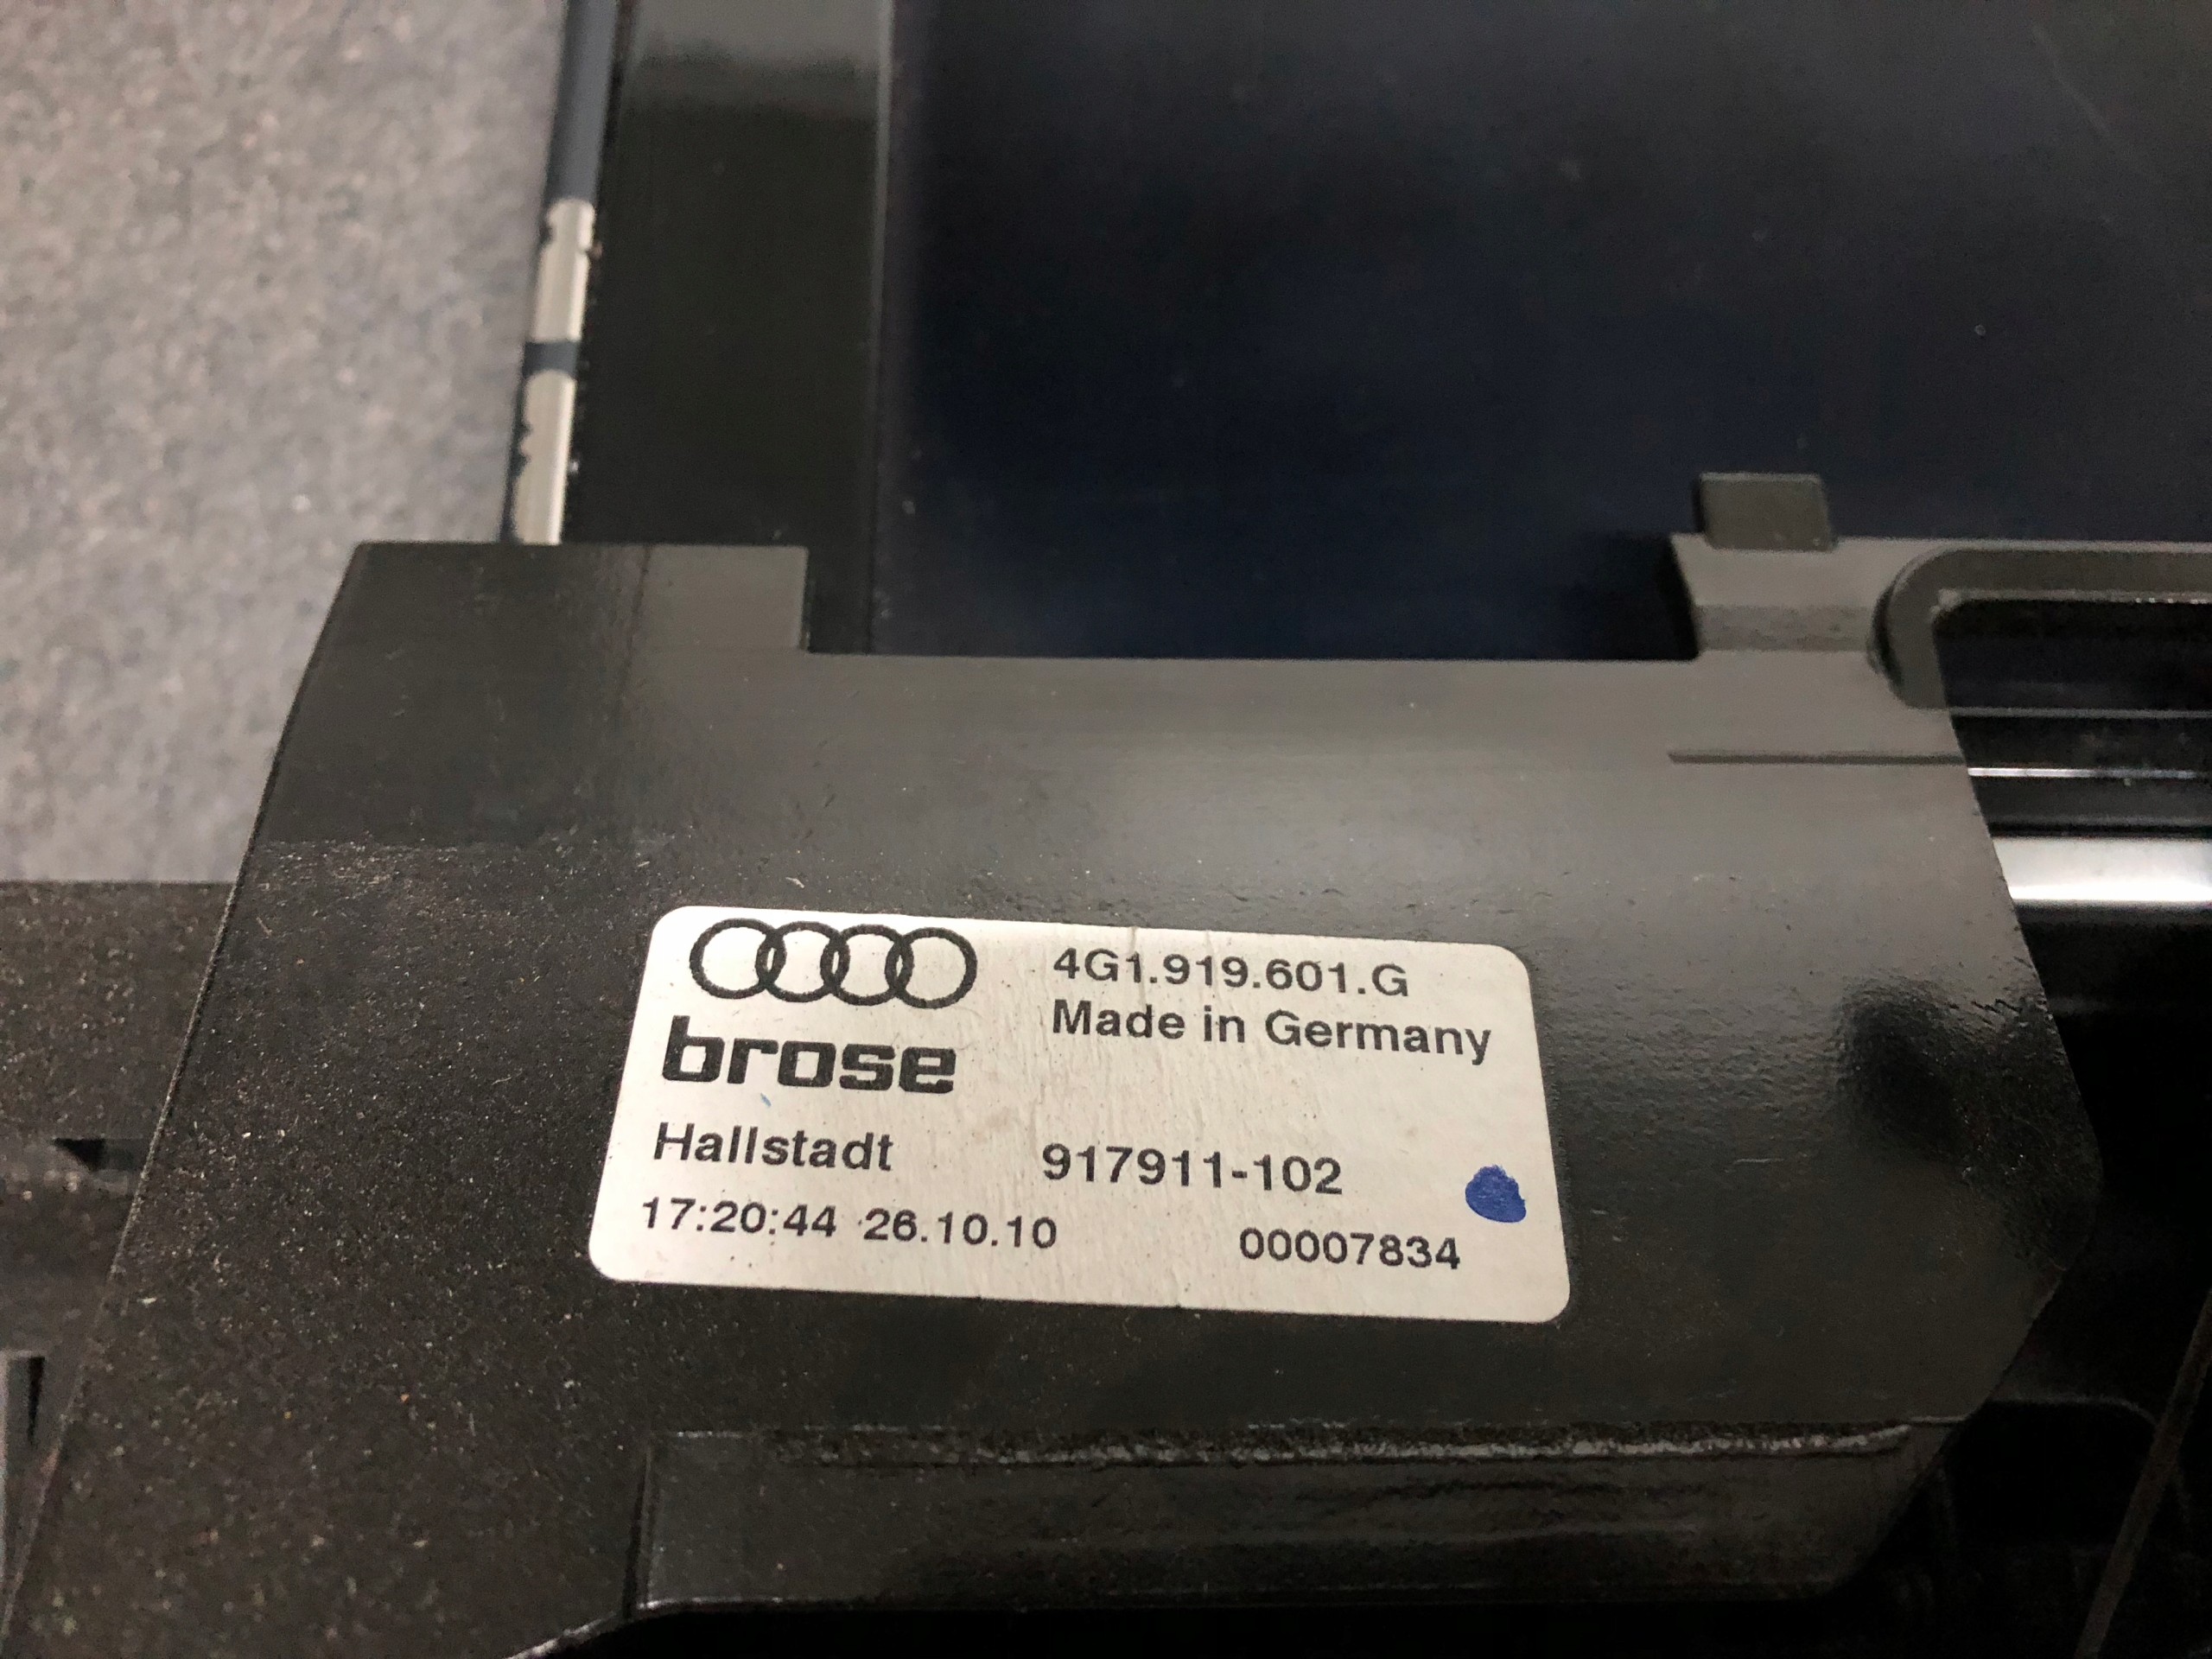 4G1.919.601.G
Made in Germany
brose
Hallstadt 917911-102
17:20:44 26.10.10 00007834